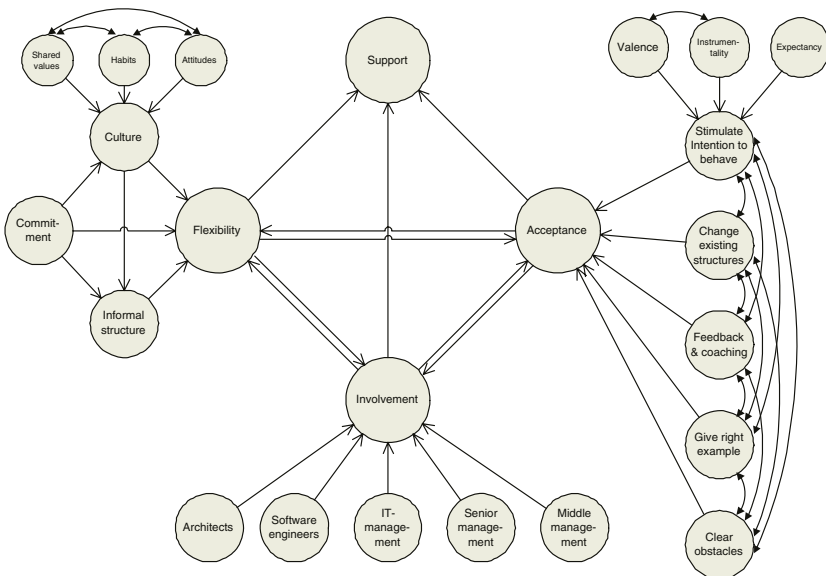 Shared
values
Habits
Attitudes
Support
Valence
Instrumen-
tality
Expectancy
Culture
Stimulate
Intention to
behave
Commit-
ment
Flexibility
Acceptance
Change
existing
structures
Informal
structure
Feedback
& coaching
Involvement
Give right
example
Architects
Software
engineers
IT-
manage-
ment
Senior
manage-
ment
Middle
manage-
ment
Clear
obstacles